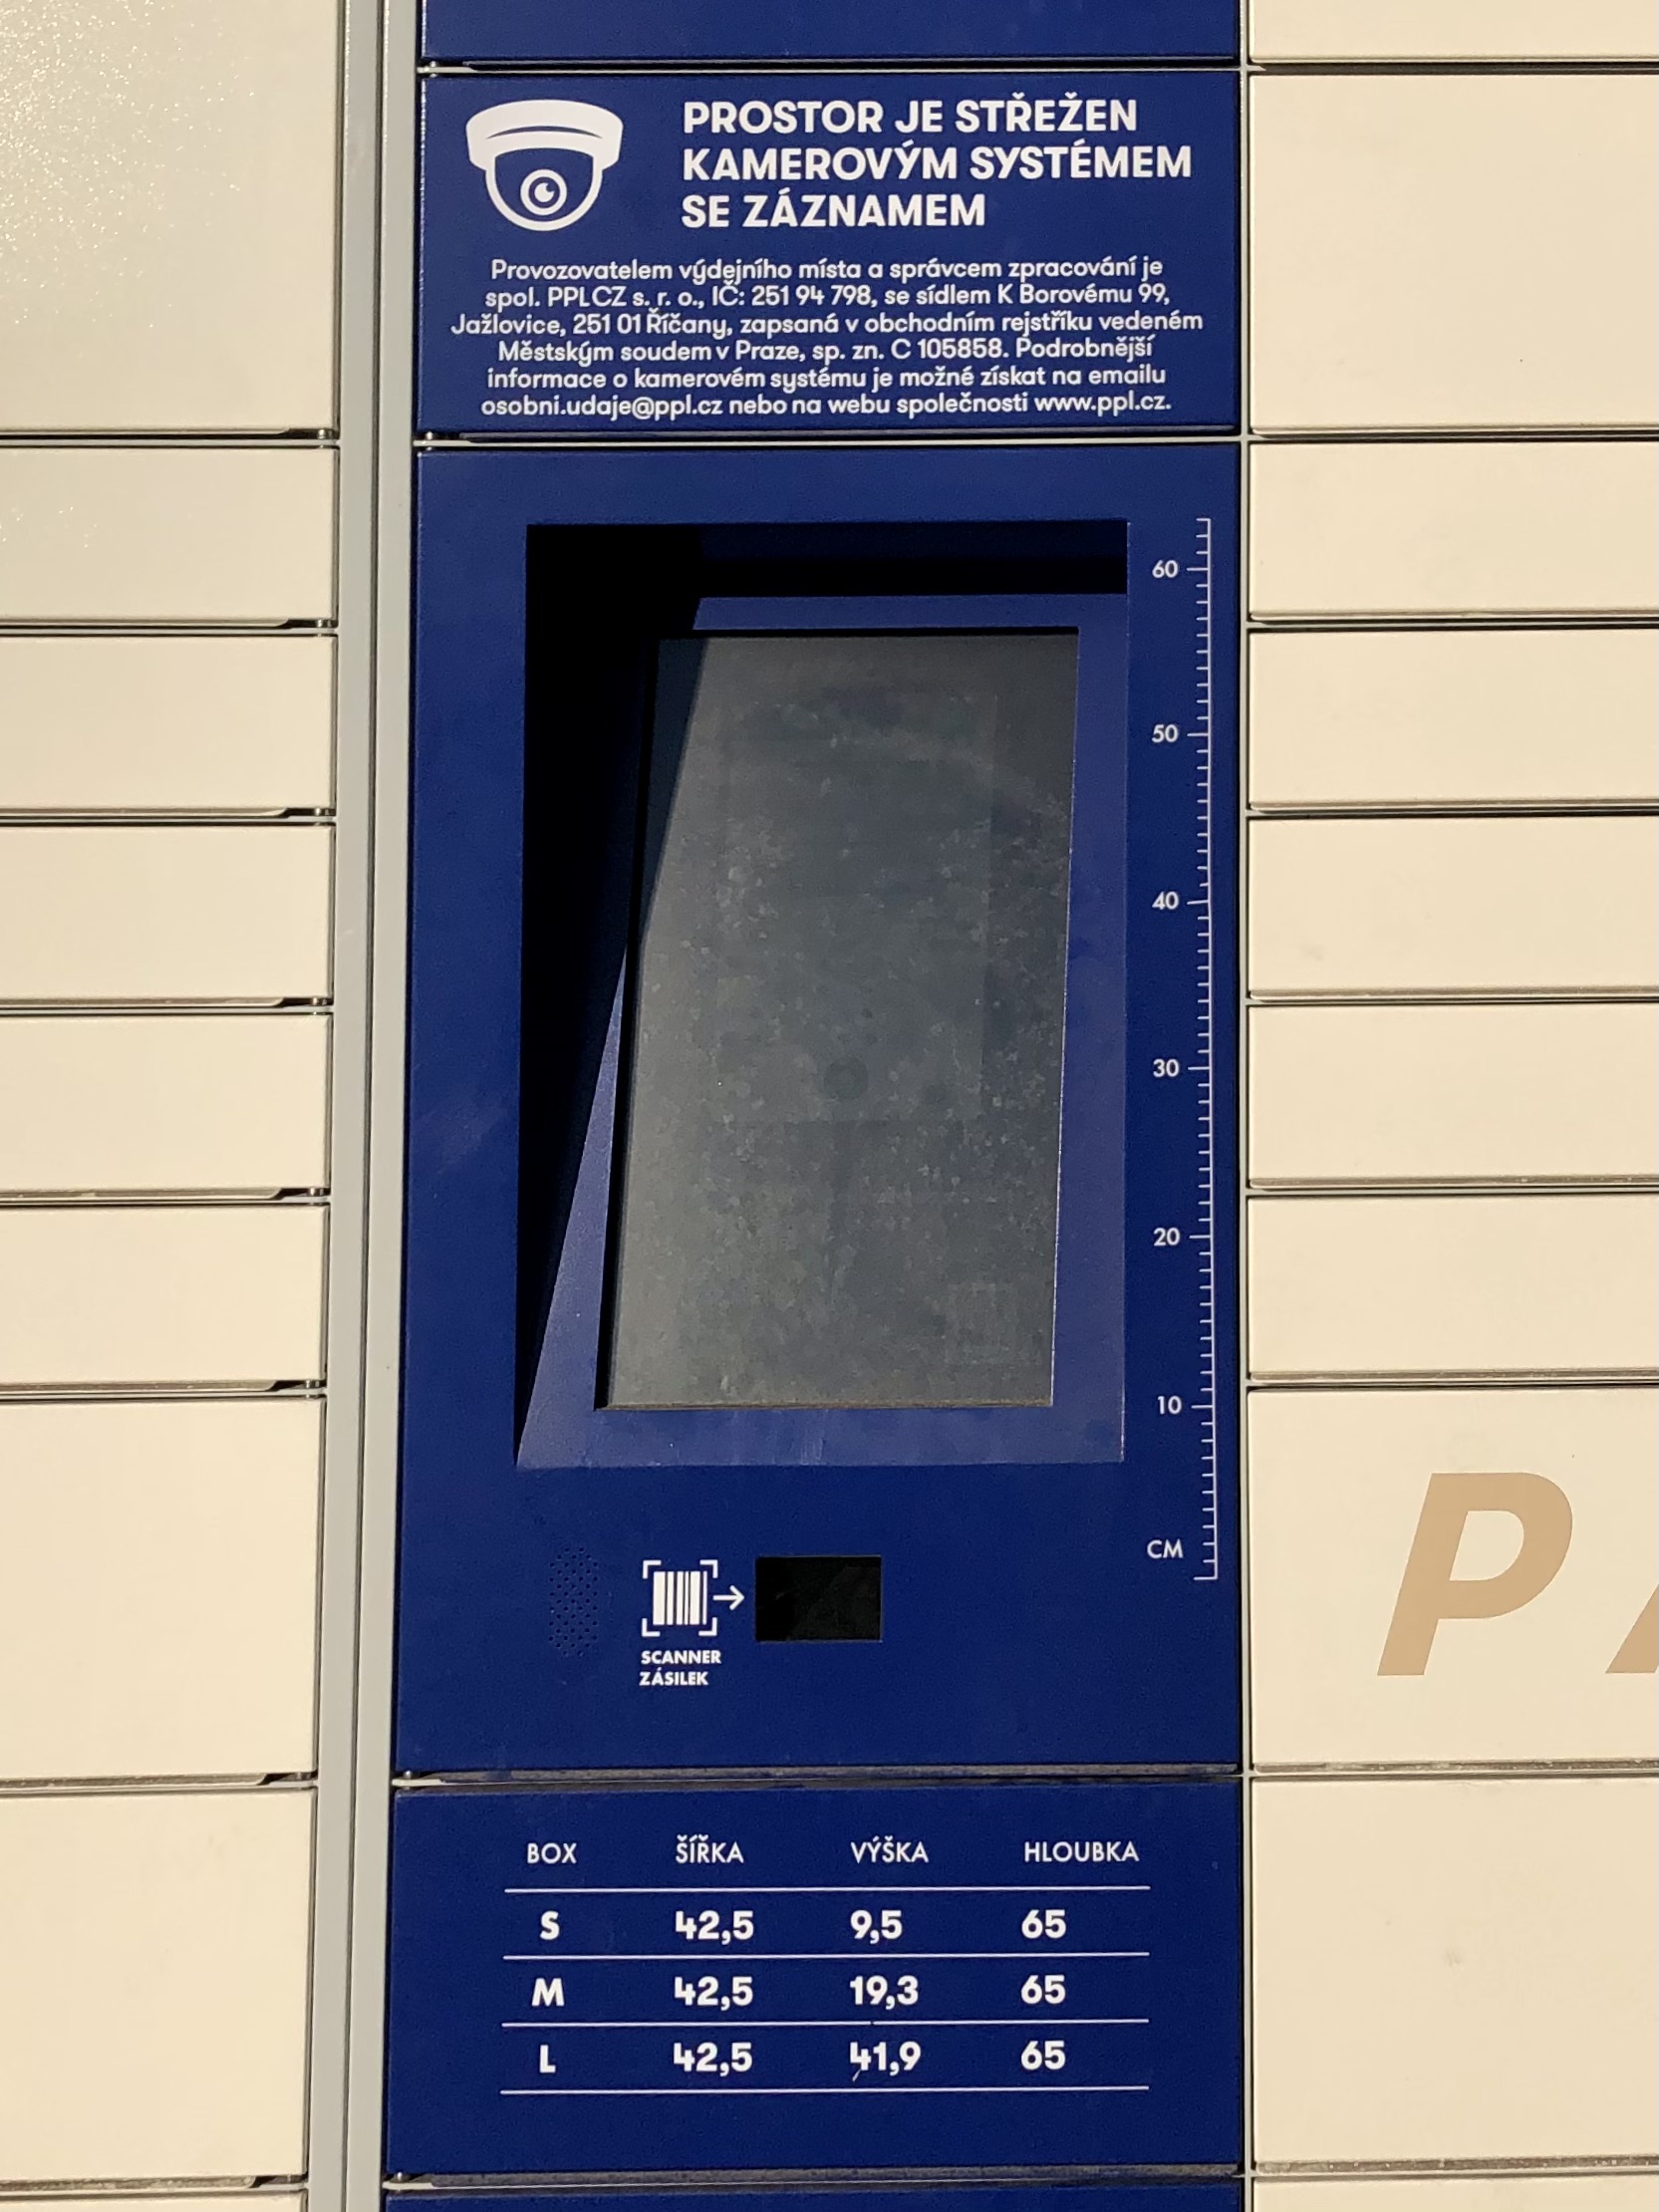 PROSTOR JE STŘEŽEN
KAMEROVÝM SYSTÉMEM
SE ZÁZNAMEM
Provozovatelem výdejního místa a správcem zpracování je
spol. PPL CZ s. r. o., IČ: 251 94 798, se sídlem K Borovému 99,
Jažlovice, 251 01 Říčany, zapsaná v obchodním rejstříku vedeném
Městským soudem v Praze, sp. zn. C 105858. Podrobnější
informace o kamerovém systému je možné získat na emailu
osobni.udaje@ppl.cz nebo na webu společnosti www.ppl.cz.
60
50
40
30
20
10
CM
SCANNER
ZÁSILEK
BOX ŠÍŘKA VÝŠKA HLOUBKA
S 42,5 9,5 65
M 42,5 19,3 65
L 42,5 41,9 65